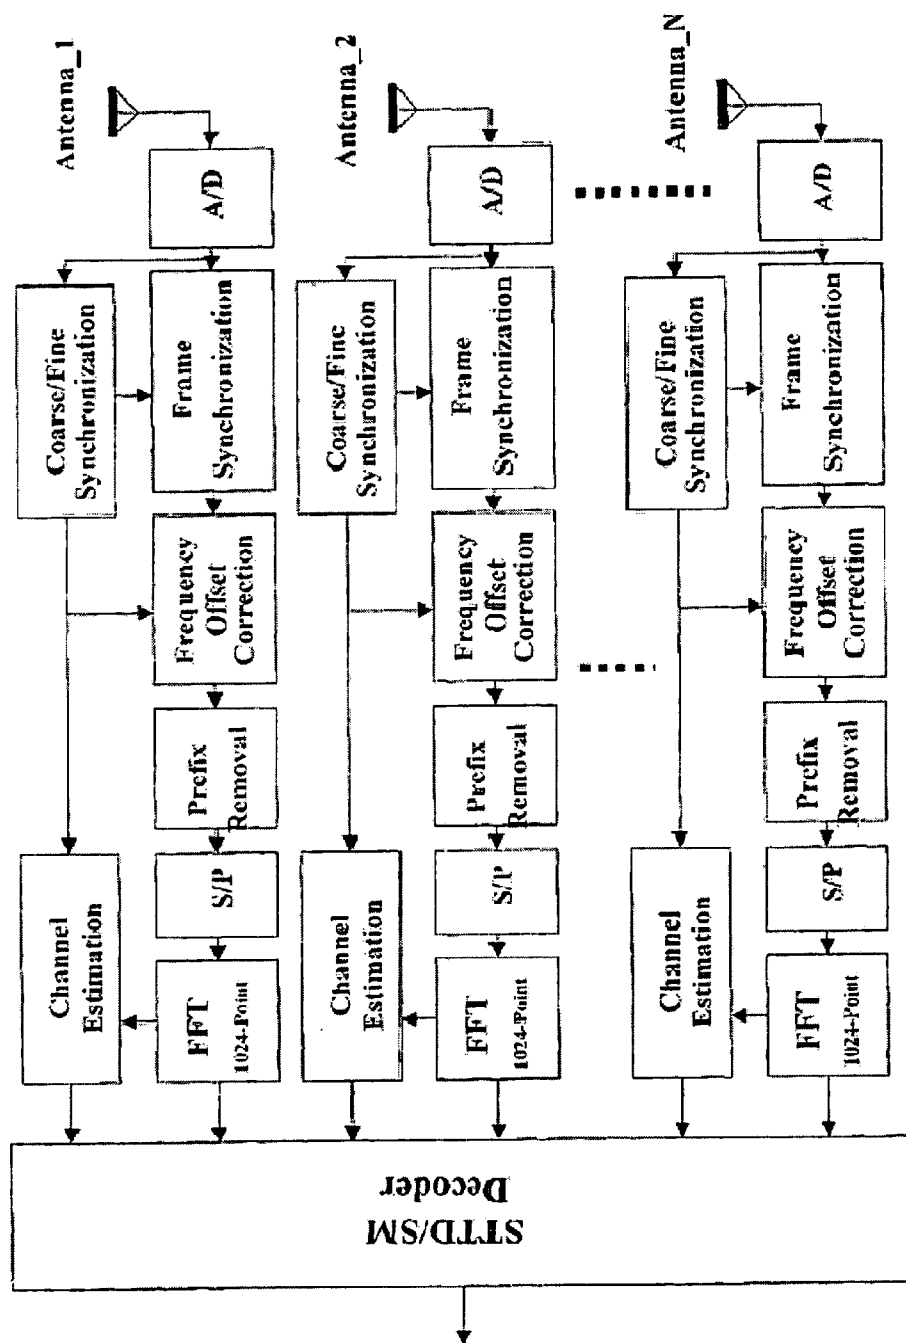 Antenna_1
A/D
Coarse/Fine
Synchronization
Frame
Synchronization
Frequency
Offset
Correction
Prefix
Removal
S/P
Channel
Estimation
FFT
1024-Point
Antenna_2
A/D
Coarse/Fine
Synchronization
Frame
Synchronization
Frequency
Offset
Correction
Prefix
Removal
S/P
Channel
Estimation
FFT
1024-Point
Antenna_N
A/D
Coarse/Fine
Synchronization
Frame
Synchronization
Frequency
Offset
Correction
Prefix
Removal
S/P
Channel
Estimation
FFT
1024-Point
STTD/SM
Decoder